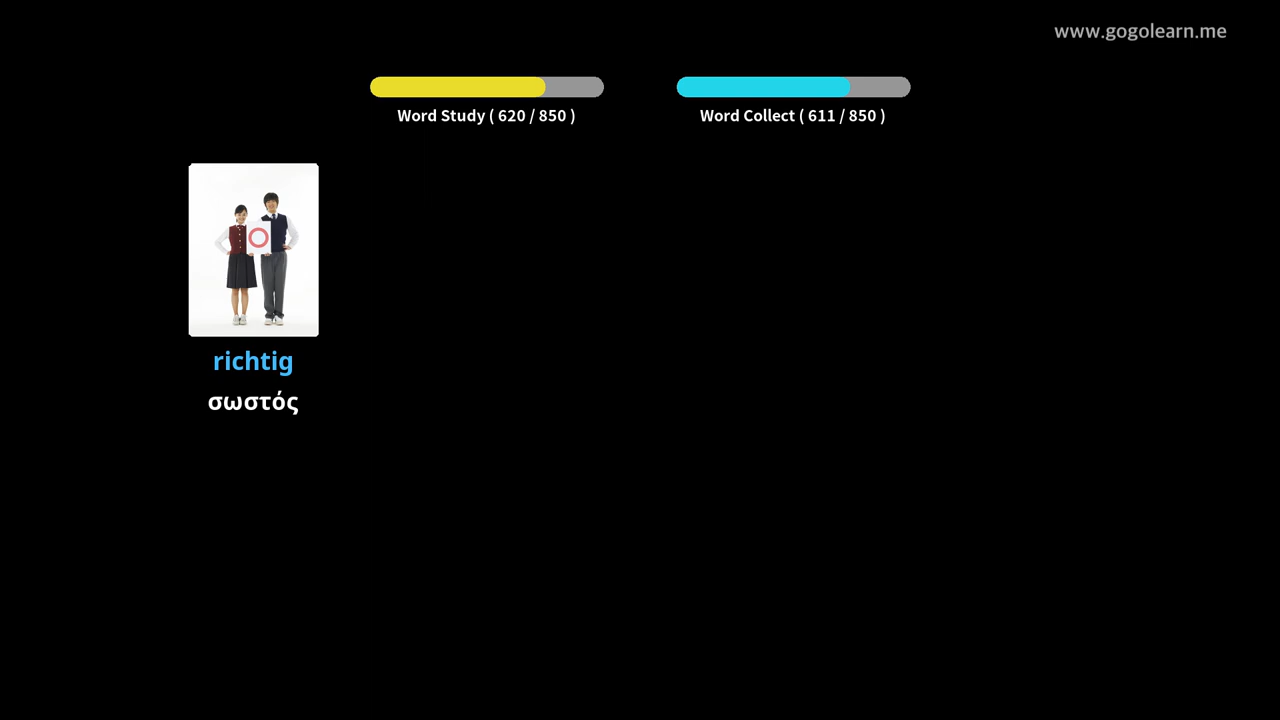 www.gogolearn.me
Word Study ( 620 / 850 )
Word Collect ( 611 / 850 )
richtig
σωστός